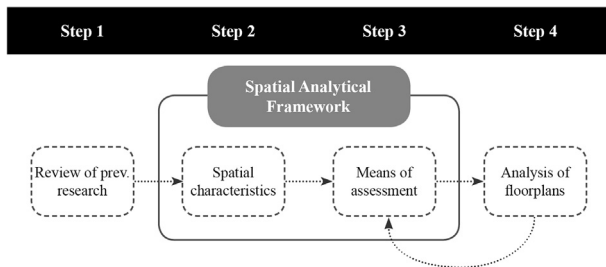 Step 1 Step 2 Step 3 Step 4
Spatial Analytical
Framework
Review of prev.
research
Spatial
characteristics
Means of
assessment
Analysis of
floorplans